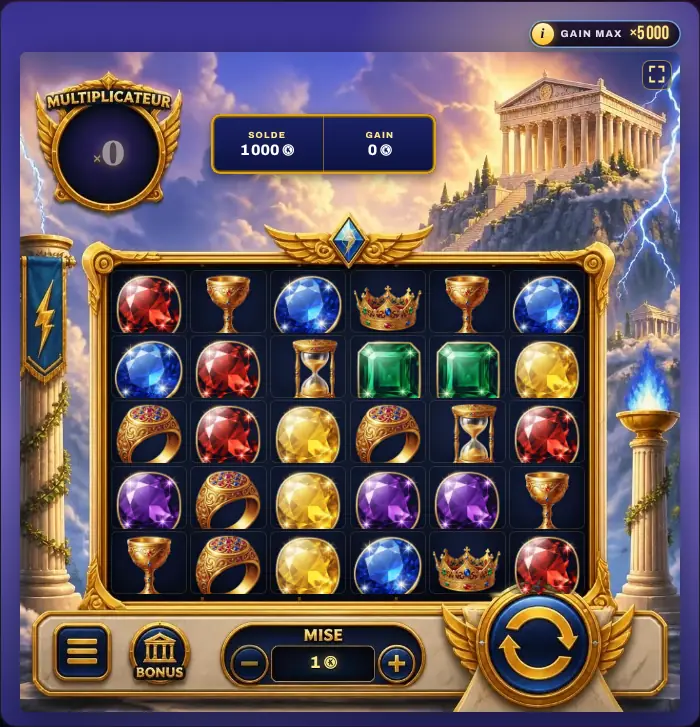 GAIN MAX ×5000
MULTIPLICATEUR
×0
SOLDE
1000
GAIN
0
MISE
1
BONUS